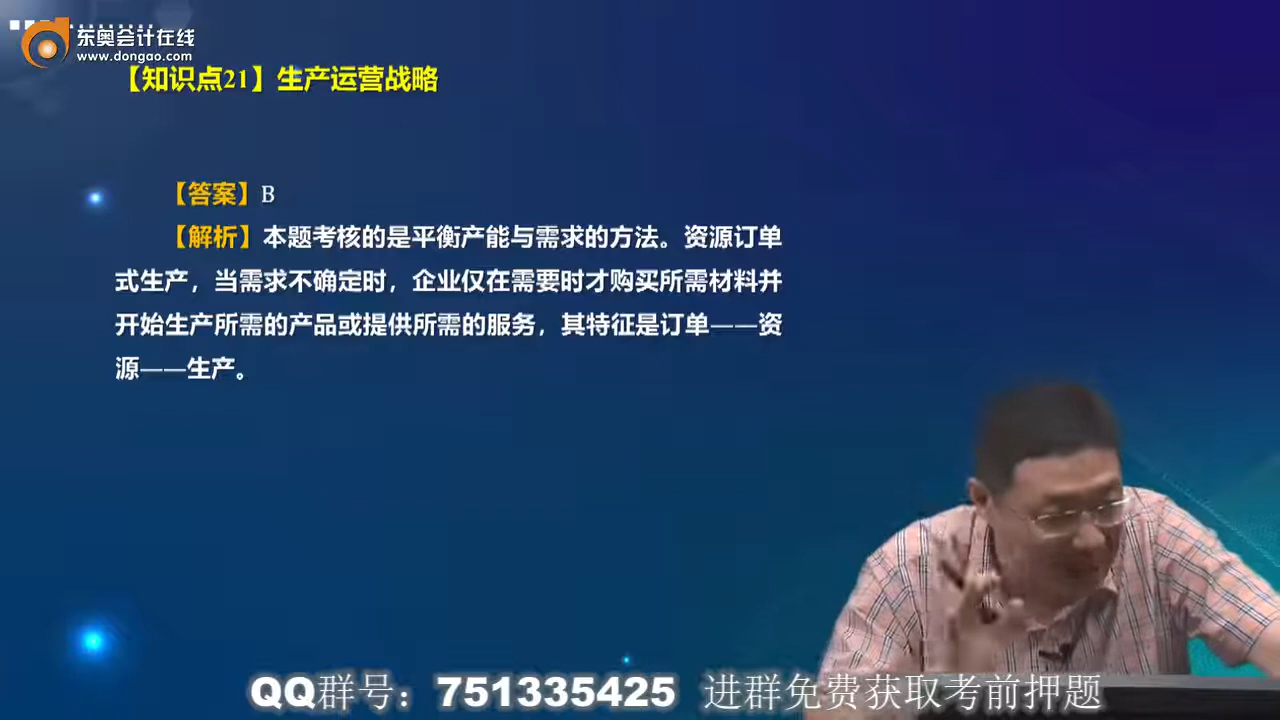 东奥会计在线
www.dongao.com
【知识点21】生产运营战略
【答案】B
【解析】本题考核的是平衡产能与需求的方法。资源订单
式生产，当需求不确定时，企业仅在需要时才购买所需材料并
开始生产所需的产品或提供所需的服务，其特征是订单——资
源——生产。
QQ群号：751335425 进群免费获取考前押题